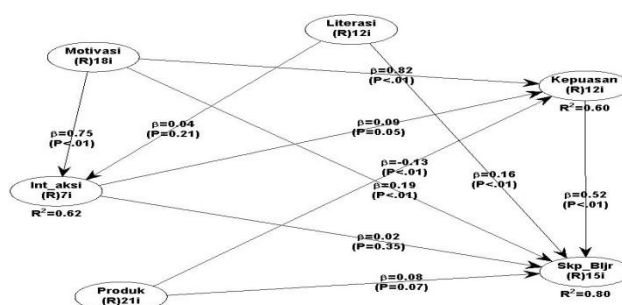 Literasi
(R)12i
Motivasi
(R)18i
β=0.82
(P<.01)
Kepuasan
(R)12i
R²=0.60
β=0.04
(P=0.21)
β=0.09
(P=0.05)
β=0.75
(P<.01)
β=-0.13
(P<.01)
β=0.19
(P<.01)
β=0.16
(P<.01)
β=0.52
(P<.01)
Int_aksi
(R)7i
R²=0.62
β=0.02
(P=0.35)
Skp_Bljr
(R)15i
R²=0.80
β=0.08
(P=0.07)
Produk
(R)21i